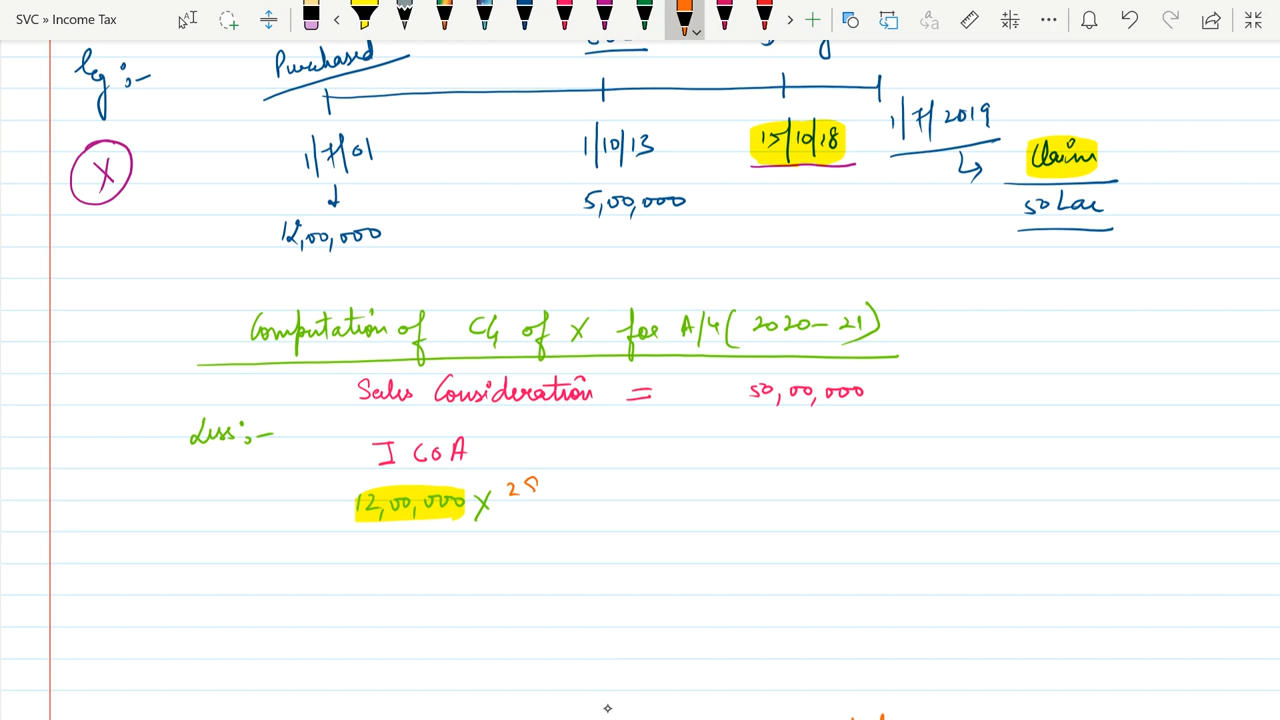 SVC » Income Tax
Eg :-
Purchased
1/7/01
1/10/13
15/10/18
1/7/2019
Claim
X
12,00,000
5,00,000
50 Lac
Computation of CG of X for A/Y (2020-21)
Sales Consideration = 50,00,000
Less :-
I C o A
12,00,000 X 28